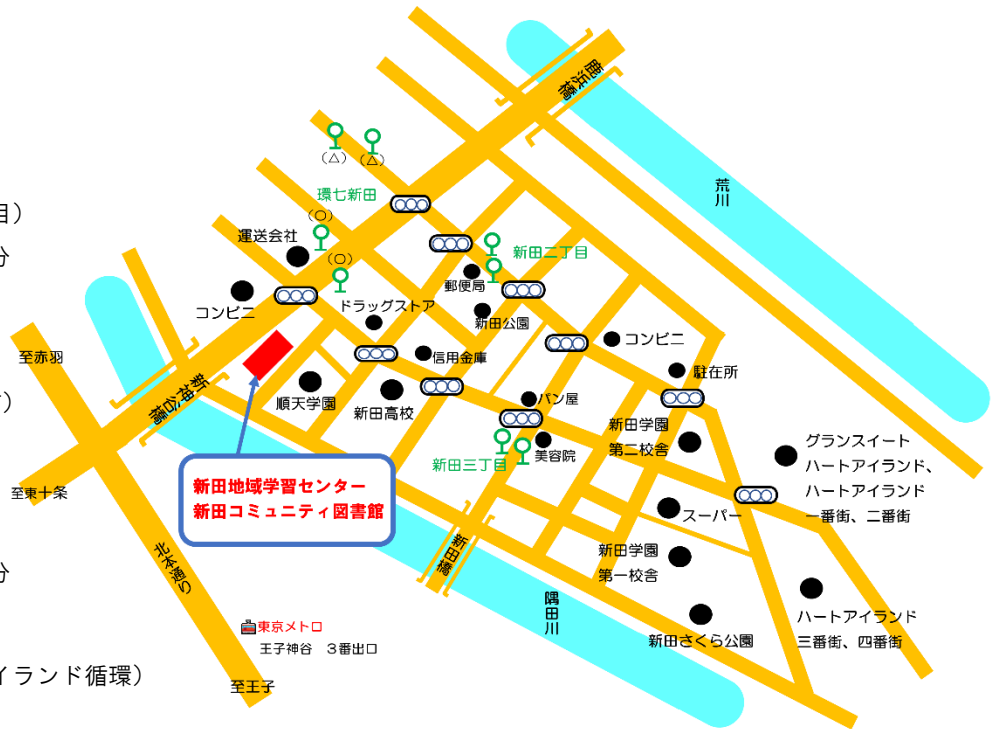 目）
分
）
分
イランド循環）
鹿浜橋
荒川
（△）
（△）
環七新田
（○）
運送会社
（○）
新田二丁目
郵便局
コンビニ
ドラッグストア
新田公園
コンビニ
至赤羽
信用金庫
駐在所
新神谷橋
順天学園
新田高校
パン屋
新田学園
第二校舎
グランスイート
ハートアイランド、
ハートアイランド
一番街、二番街
新田三丁目
美容院
至東十条
新田地域学習センター
新田コミュニティ図書館
スーパー
新田橋
新田学園
第一校舎
北本通り
隅田川
ハートアイランド
三番街、四番街
新田さくら公園
東京メトロ
王子神谷　３番出口
至王子